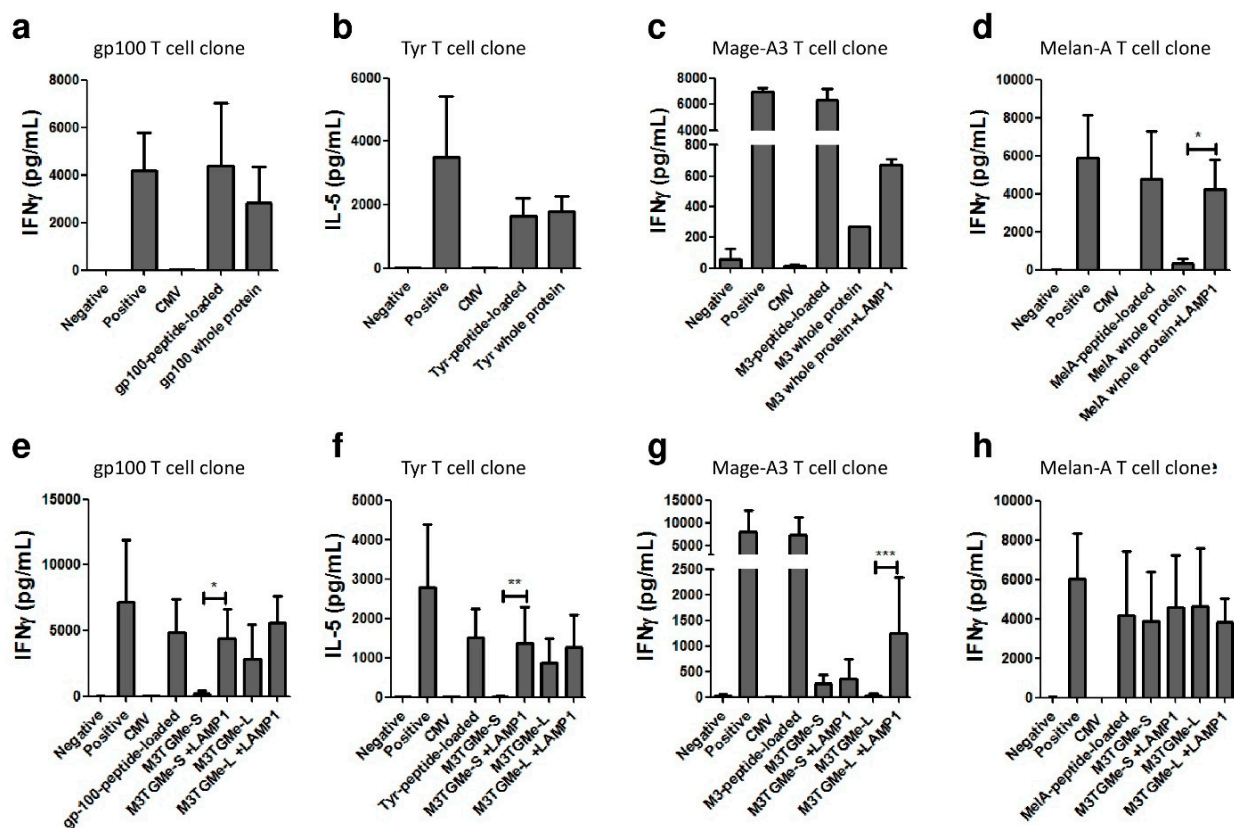 a
gp100 T cell clone
IFNγ (pg/mL)
8000
6000
4000
2000
0
Negative
Positive
CMV
gp100-peptide-loaded
gp100 whole protein
b
Tyr T cell clone
IL-5 (pg/mL)
6000
4000
2000
0
Negative
Positive
CMV
Tyr-peptide-loaded
Tyr whole protein
c
Mage-A3 T cell clone
IFNγ (pg/mL)
8000
6000
4000
800
600
400
200
0
Negative
Positive
CMV
M3-peptide-loaded
M3 whole protein
M3 whole protein+LAMP1
d
Melan-A T cell clone
IFNγ (pg/mL)
10000
8000
6000
4000
2000
0
*
Negative
Positive
CMV
MelA-peptide-loaded
MelA whole protein
MelA whole protein+LAMP1
e
gp100 T cell clone
IFNγ (pg/mL)
15000
10000
5000
0
*
Negative
Positive
CMV
gp-100-peptide-loaded
M3TGMe-S
M3TGMe-S +LAMP1
M3TGMe-L
M3TGMe-L +LAMP1
f
Tyr T cell clone
IL-5 (pg/mL)
5000
4000
3000
2000
1000
0
**
Negative
Positive
CMV
Tyr-peptide-loaded
M3TGMe-S
M3TGMe-S +LAMP1
M3TGMe-L
M3TGMe-L +LAMP1
g
Mage-A3 T cell clone
IFNγ (pg/mL)
15000
10000
5000
2500
2000
1500
1000
500
0
***
Negative
Positive
CMV
M3-peptide-loaded
M3TGMe-S
M3TGMe-S +LAMP1
M3TGMe-L
M3TGMe-L +LAMP1
h
Melan-A T cell clone
IFNγ (pg/mL)
10000
8000
6000
4000
2000
0
Negative
Positive
CMV
MelA-peptide-loaded
M3TGMe-S
M3TGMe-S +LAMP1
M3TGMe-L
M3TGMe-L +LAMP1